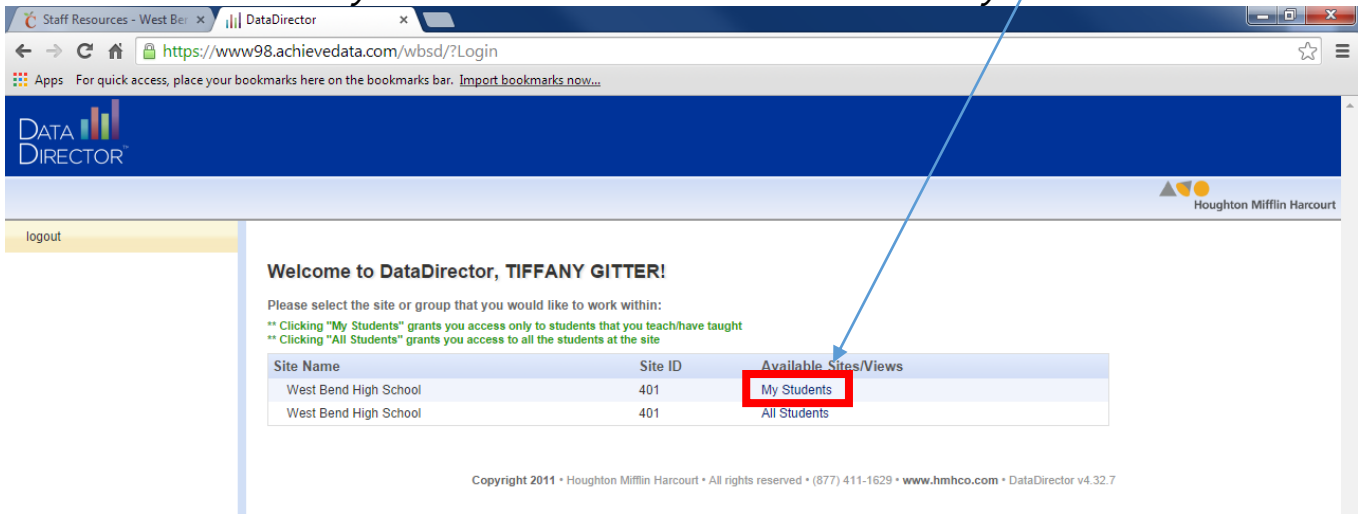 Staff Resources - West Ber
DataDirector
https://www98.achievedata.com/wbsd/?Login
Apps For quick access, place your bookmarks here on the bookmarks bar. Import bookmarks now...
DATA
DIRECTOR™
Houghton Mifflin Harcourt
logout
Welcome to DataDirector, TIFFANY GITTER!
Please select the site or group that you would like to work within:
** Clicking "My Students" grants you access only to students that you teach/have taught
** Clicking "All Students" grants you access to all the students at the site
Site Name Site ID Available Sites/Views
West Bend High School 401 My Students
West Bend High School 401 All Students
Copyright 2011 • Houghton Mifflin Harcourt • All rights reserved • (877) 411-1629 • www.hmhco.com • DataDirector v4.32.7